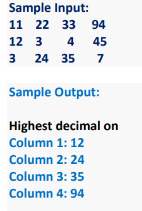 Sample Input:
11 22 33 94
12 3 4 45
3 24 35 7
Sample Output:
Highest decimal on
Column 1: 12
Column 2: 24
Column 3: 35
Column 4: 94